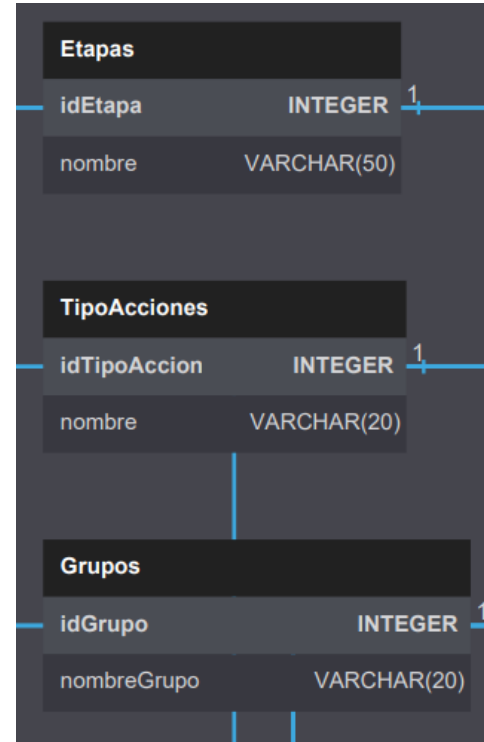 Etapas
idEtapa INTEGER 1
nombre VARCHAR(50)
TipoAcciones
idTipoAccion INTEGER 1
nombre VARCHAR(20)
Grupos
idGrupo INTEGER 1
nombreGrupo VARCHAR(20)